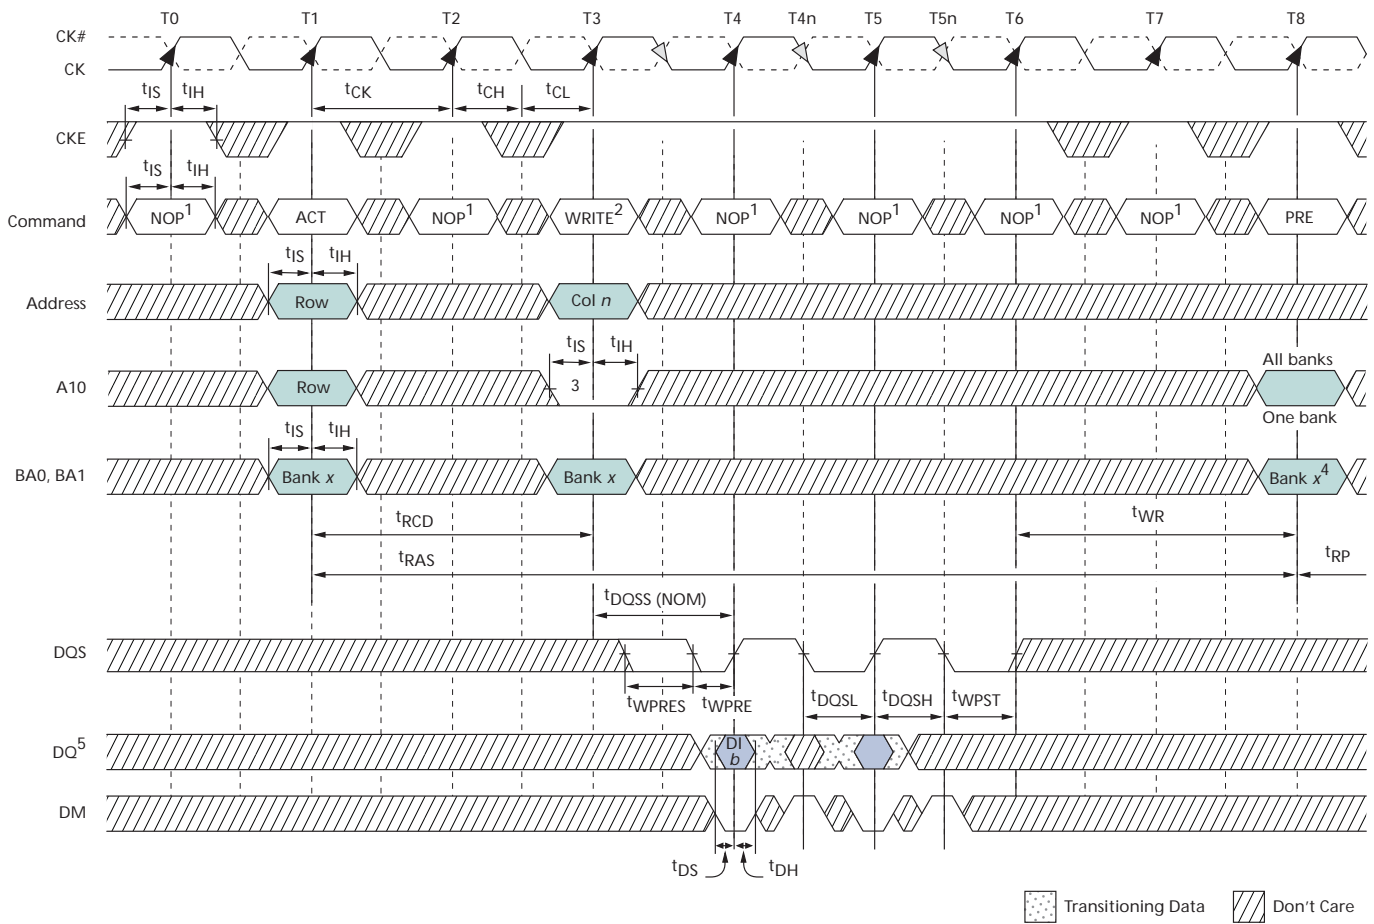 T0 T1 T2 T3 T4 T4n T5 T5n T6 T7 T8
CK#
CK
tIS tIH tCK tCH tCL
CKE
tIS tIH
Command NOP1 ACT NOP1 WRITE2 NOP1 NOP1 NOP1 NOP1 PRE
tIS tIH
Address Row Col n
tIS tIH
All banks
A10 Row 3
One bank
tIS tIH
BA0, BA1 Bank x Bank x Bank x4
tRCD tWR
tRAS tRP
tDQSS (NOM)
DQS
tWPRES tWPRE tDQSL tDQSH tWPST
DQ5 DI
b
DM
tDS tDH
Transitioning Data Don't Care